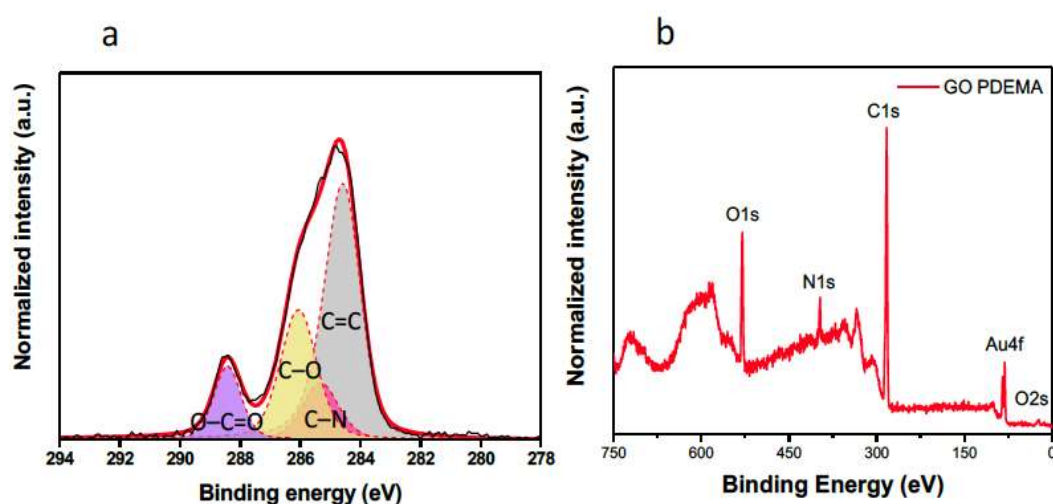 a
Normalized intensity (a.u.)
C=C
C–O
O–C=O
C–N
294 292 290 288 286 284 282 280 278
Binding energy (eV)
b
Normalized intensity (a.u.)
GO PDEMA
C1s
O1s
N1s
Au4f
O2s
750 600 450 300 150 0
Binding Energy (eV)